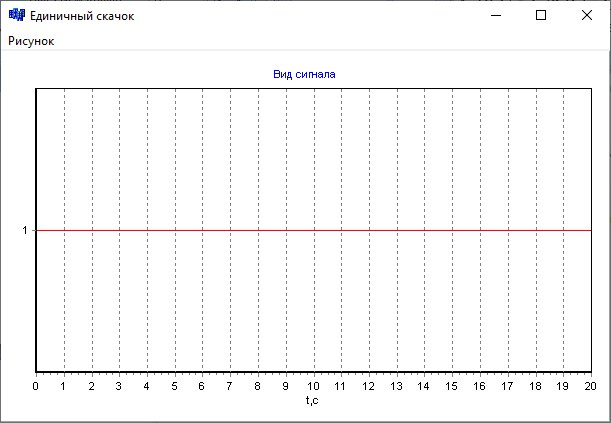 Единичный скачок
Рисунок
Вид сигнала
1
0 1 2 3 4 5 6 7 8 9 10 11 12 13 14 15 16 17 18 19 20
t,c